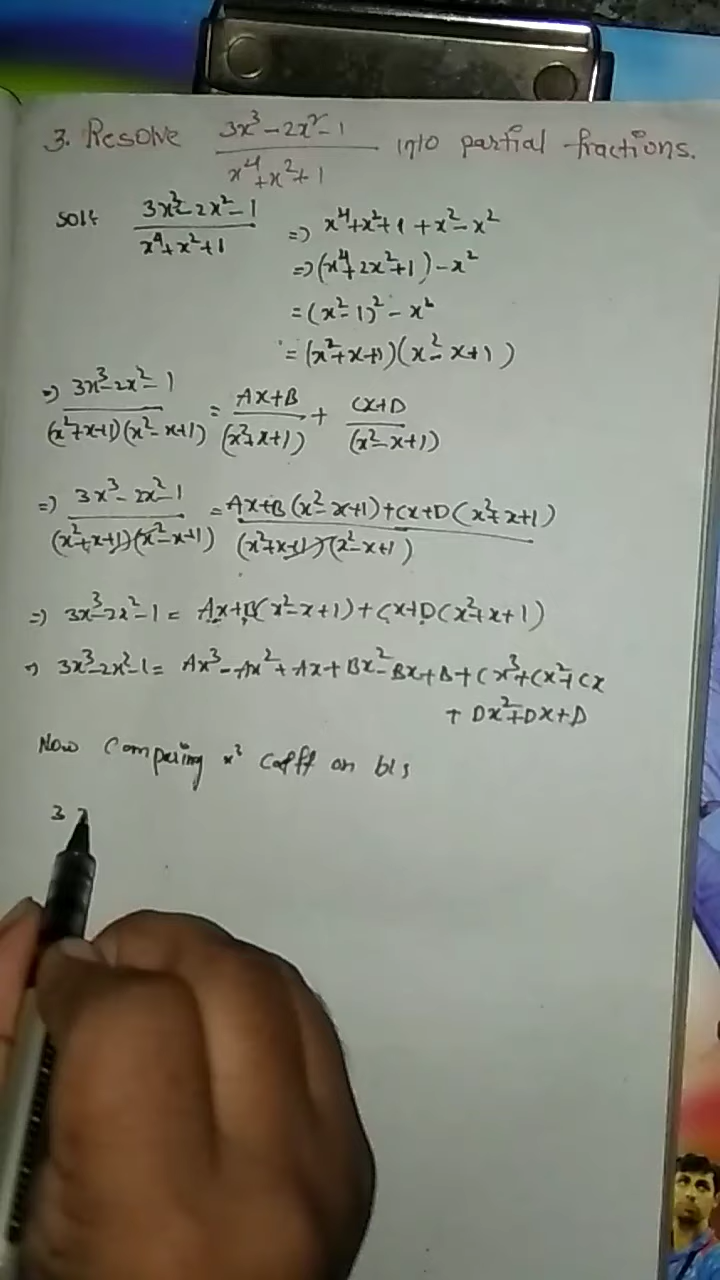 3. Resolve (3x³-2x²-1)/(x⁴+x²+1) into partial fractions.
Sol: (3x³-2x²-1)/(x⁴+x²+1) => x⁴+x²+1+x²-x²
=> (x⁴+2x²+1)-x²
= (x²-1)²-x²
= (x²+x+1)(x²-x+1)
=> (3x³-2x²-1)/((x²+x+1)(x²-x+1)) = (Ax+B)/(x²+x+1) + (Cx+D)/(x²-x+1)
=> (3x³-2x²-1)/((x²+x+1)(x²-x+1)) = (Ax+B(x²-x+1)+Cx+D(x²+x+1))/((x²+x+1)(x²-x+1))
=> 3x³-2x²-1 = Ax+B(x²-x+1)+Cx+D(x²+x+1)
=> 3x³-2x²-1 = Ax³-Ax²+Ax+Bx²-Bx+B+Cx³+Cx²+Cx
+Dx²+Dx+D
Now Comparing x³ Coeff on b/s
3